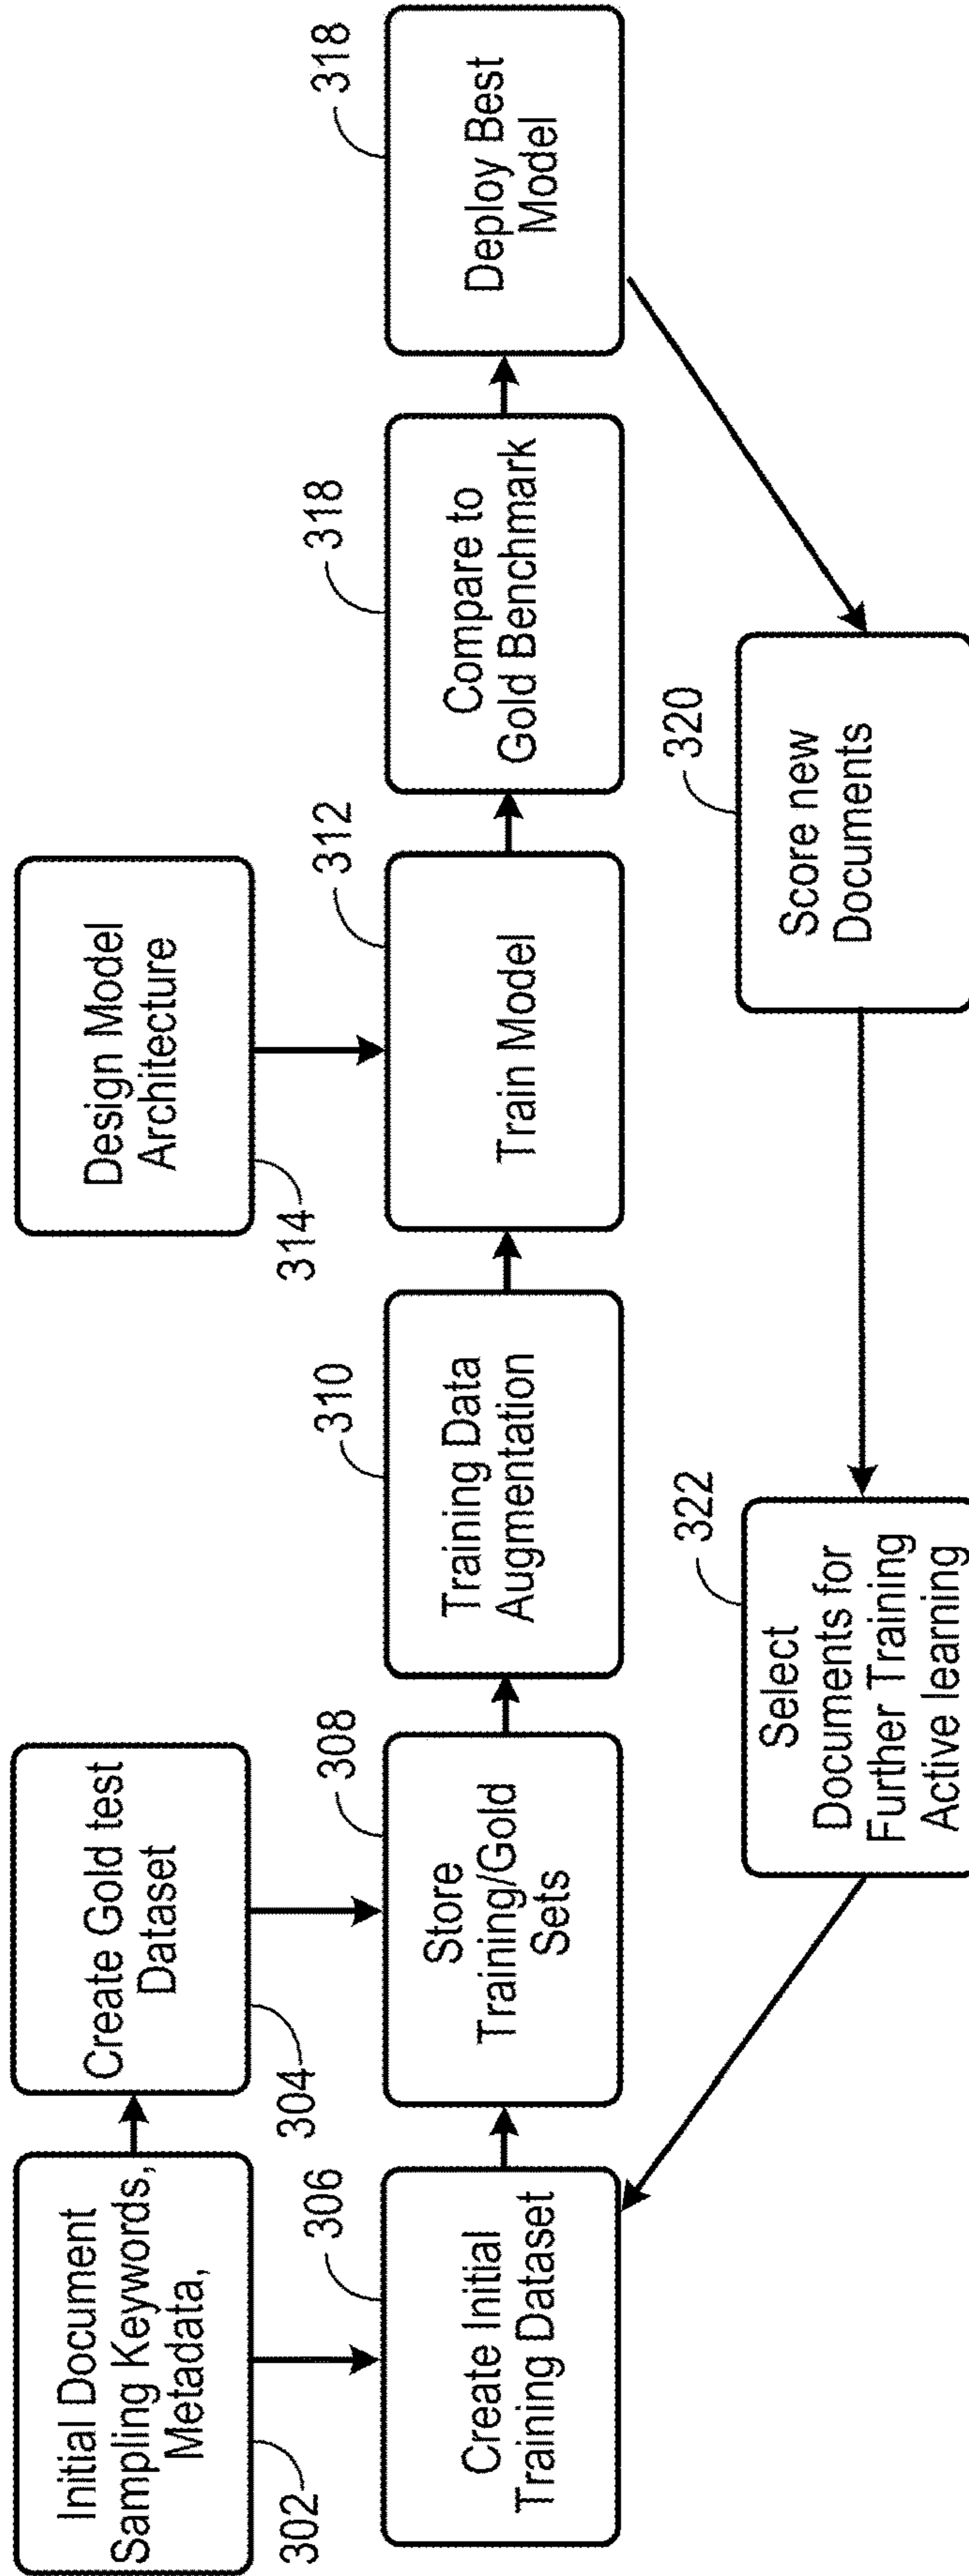 Initial Document
Sampling Keywords,
Metadata,
302
Create Gold test
Dataset
304
Design Model
Architecture
314
306
Create Initial
Training Dataset
308
Store
Training/Gold
Sets
310
Training Data
Augmentation
312
Train Model
318
Compare to
Gold Benchmark
318
Deploy Best
Model
322
Select
Documents for
Further Training
Active learning
320
Score new
Documents